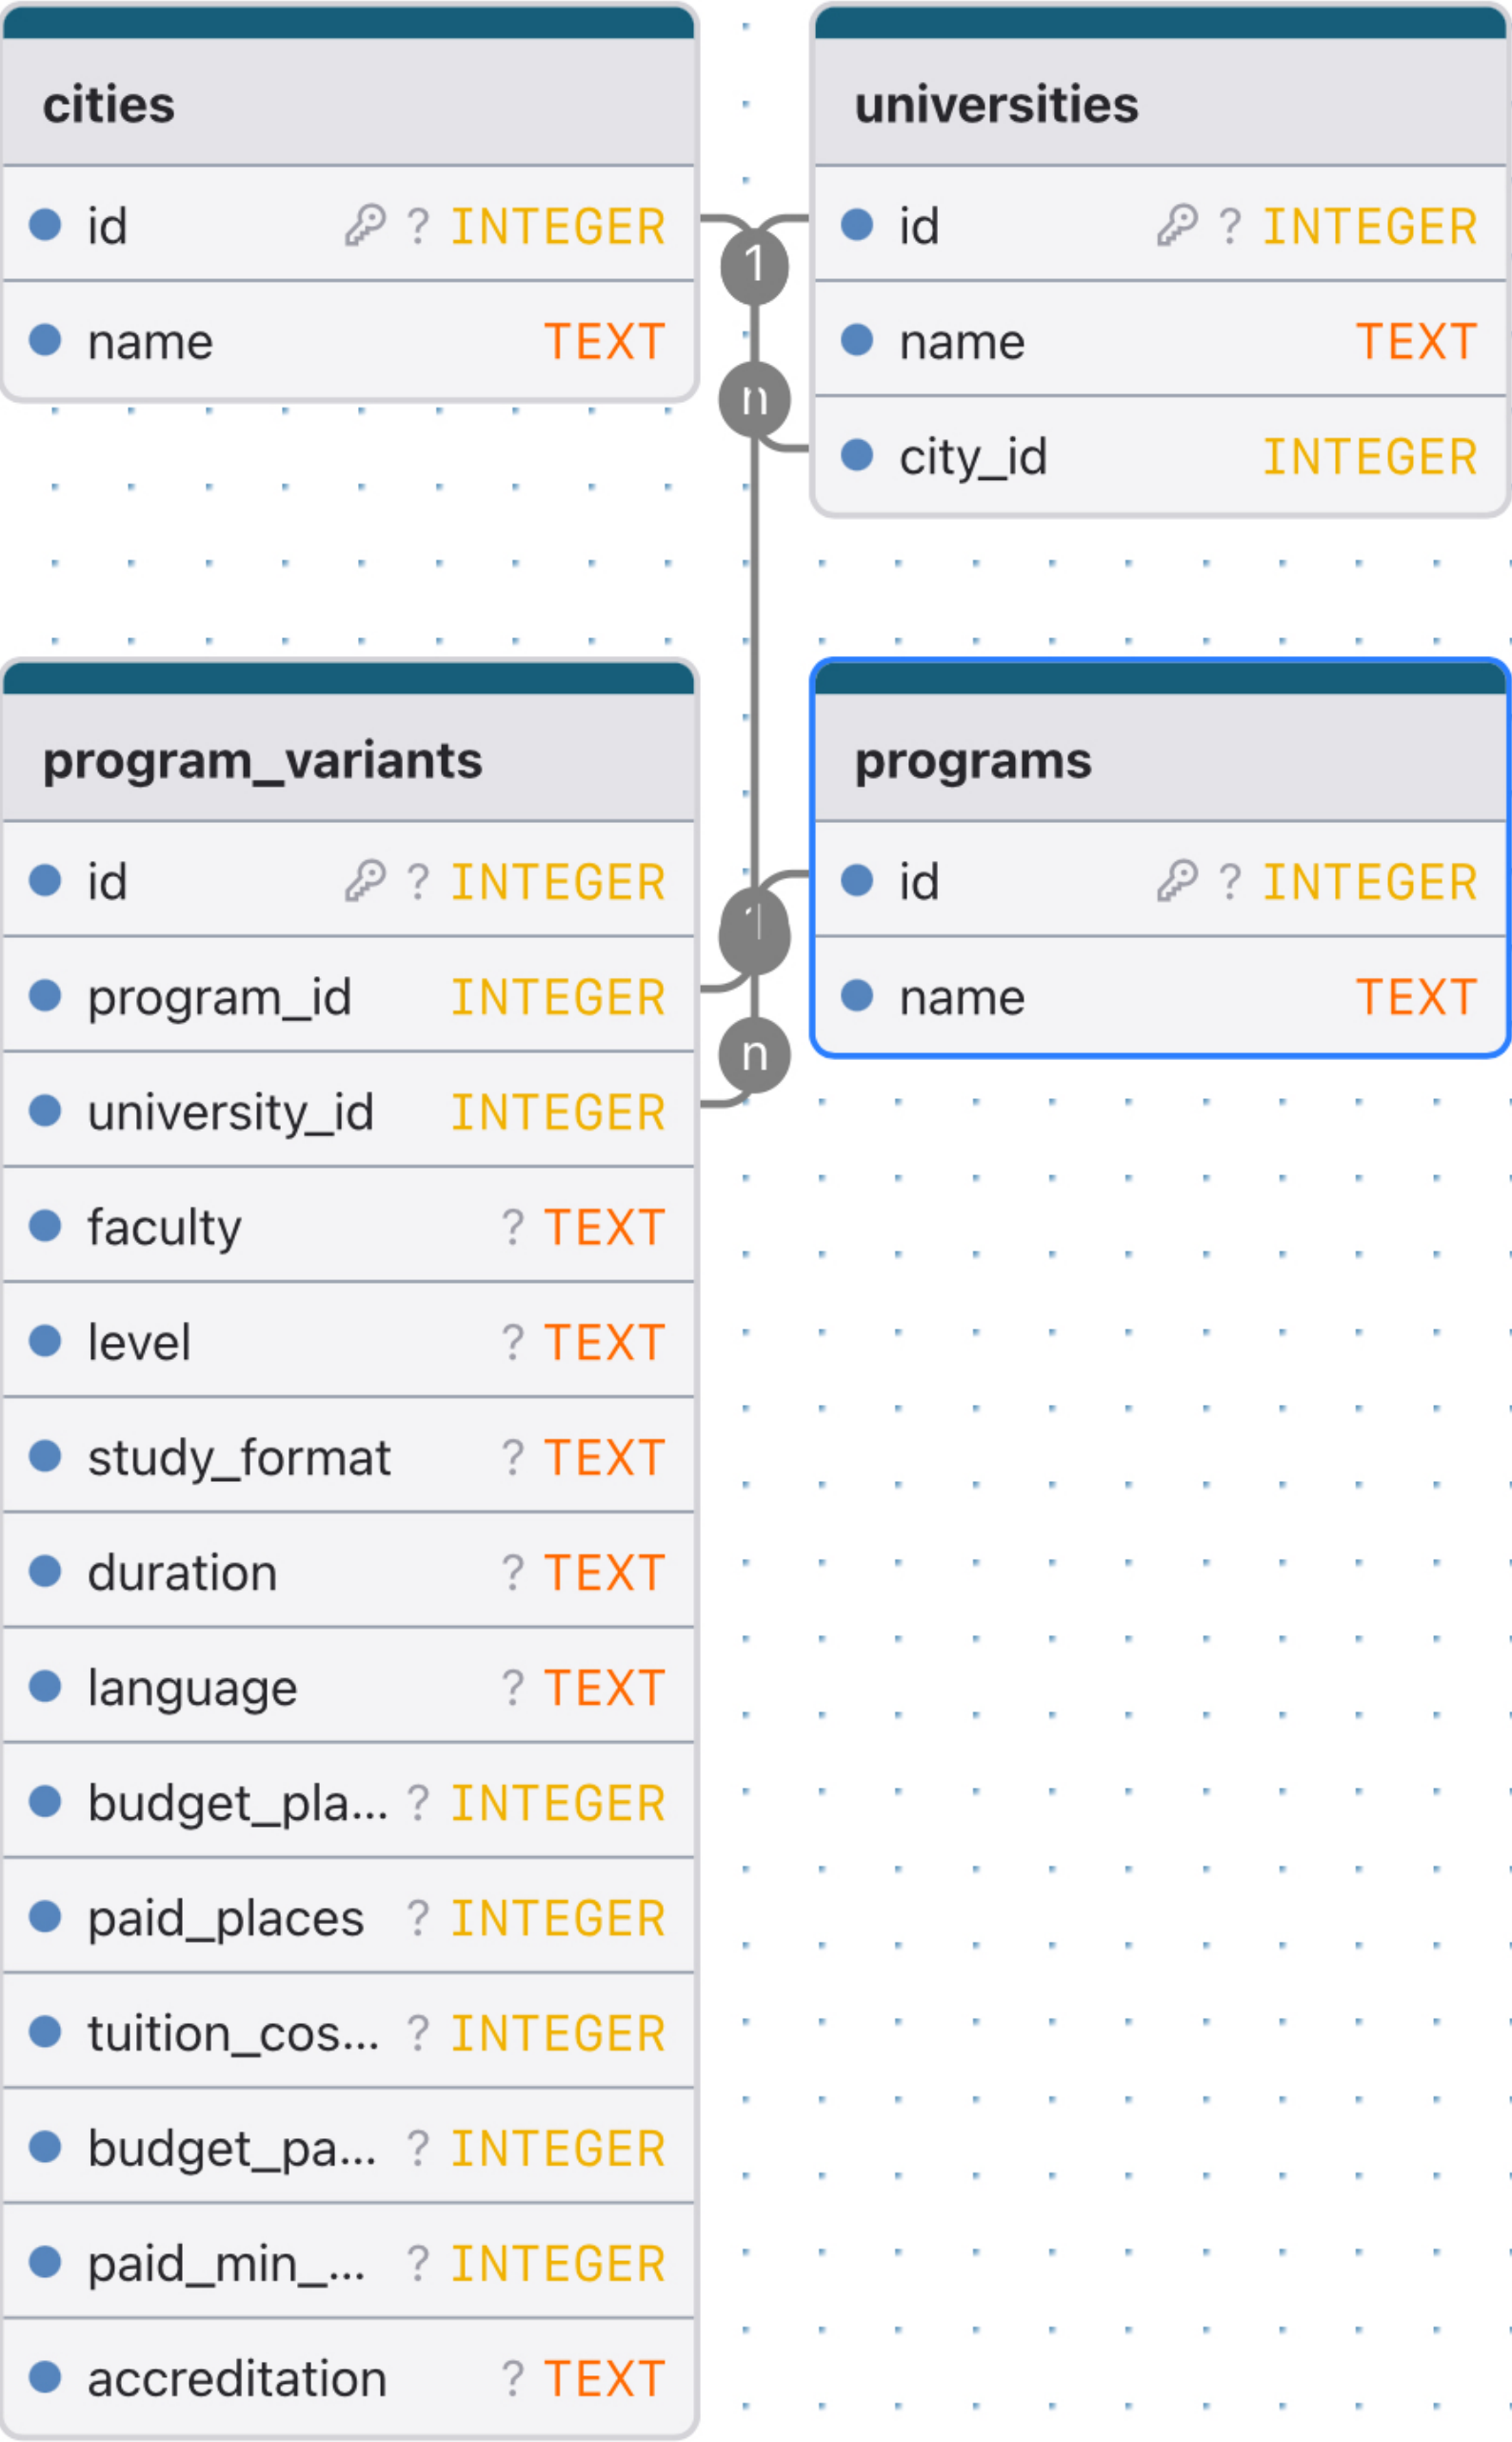 cities
id ? INTEGER
name TEXT
universities
id ? INTEGER
name TEXT
city_id INTEGER
1
n
program_variants
id ? INTEGER
program_id INTEGER
university_id INTEGER
faculty ? TEXT
level ? TEXT
study_format ? TEXT
duration ? TEXT
language ? TEXT
budget_pla... ? INTEGER
paid_places ? INTEGER
tuition_cos... ? INTEGER
budget_pa... ? INTEGER
paid_min_... ? INTEGER
accreditation ? TEXT
programs
id ? INTEGER
name TEXT
n